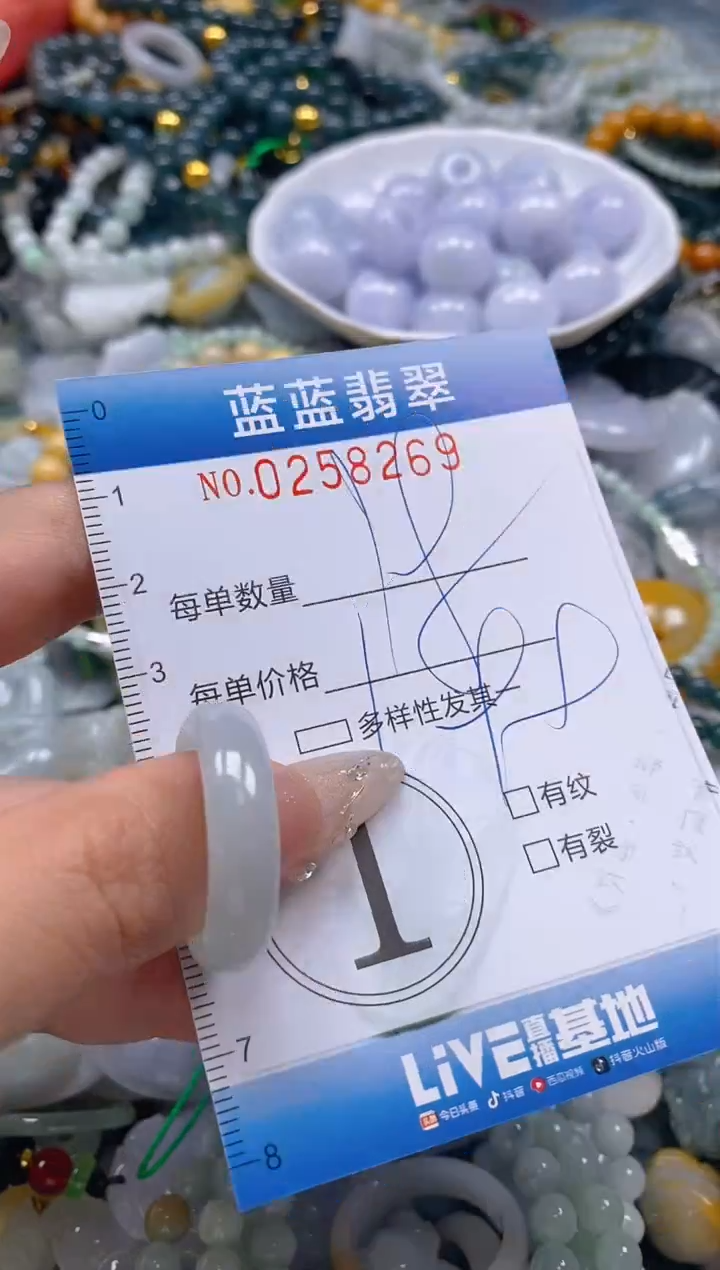 蓝蓝翡翠
NO.0258269
0
1
每单数量
2
每单价格
3
多样性发其一
有纹
有裂
1
7
LiVE直播基地
今日头条 抖音 西瓜视频 抖音火山版
8